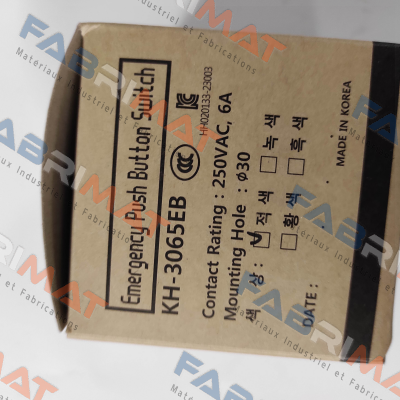 Emergency Push Button Switch
KH-3065EB
HH020133-23003
Contact Rating : 250VAC, 6A
Mounting Hole : φ30
색 상 : 적 색 녹 색
황 색 흑 색
DATE :
MADE IN KOREA
FABRIMAT
Materiaux Industriel et Fabrications